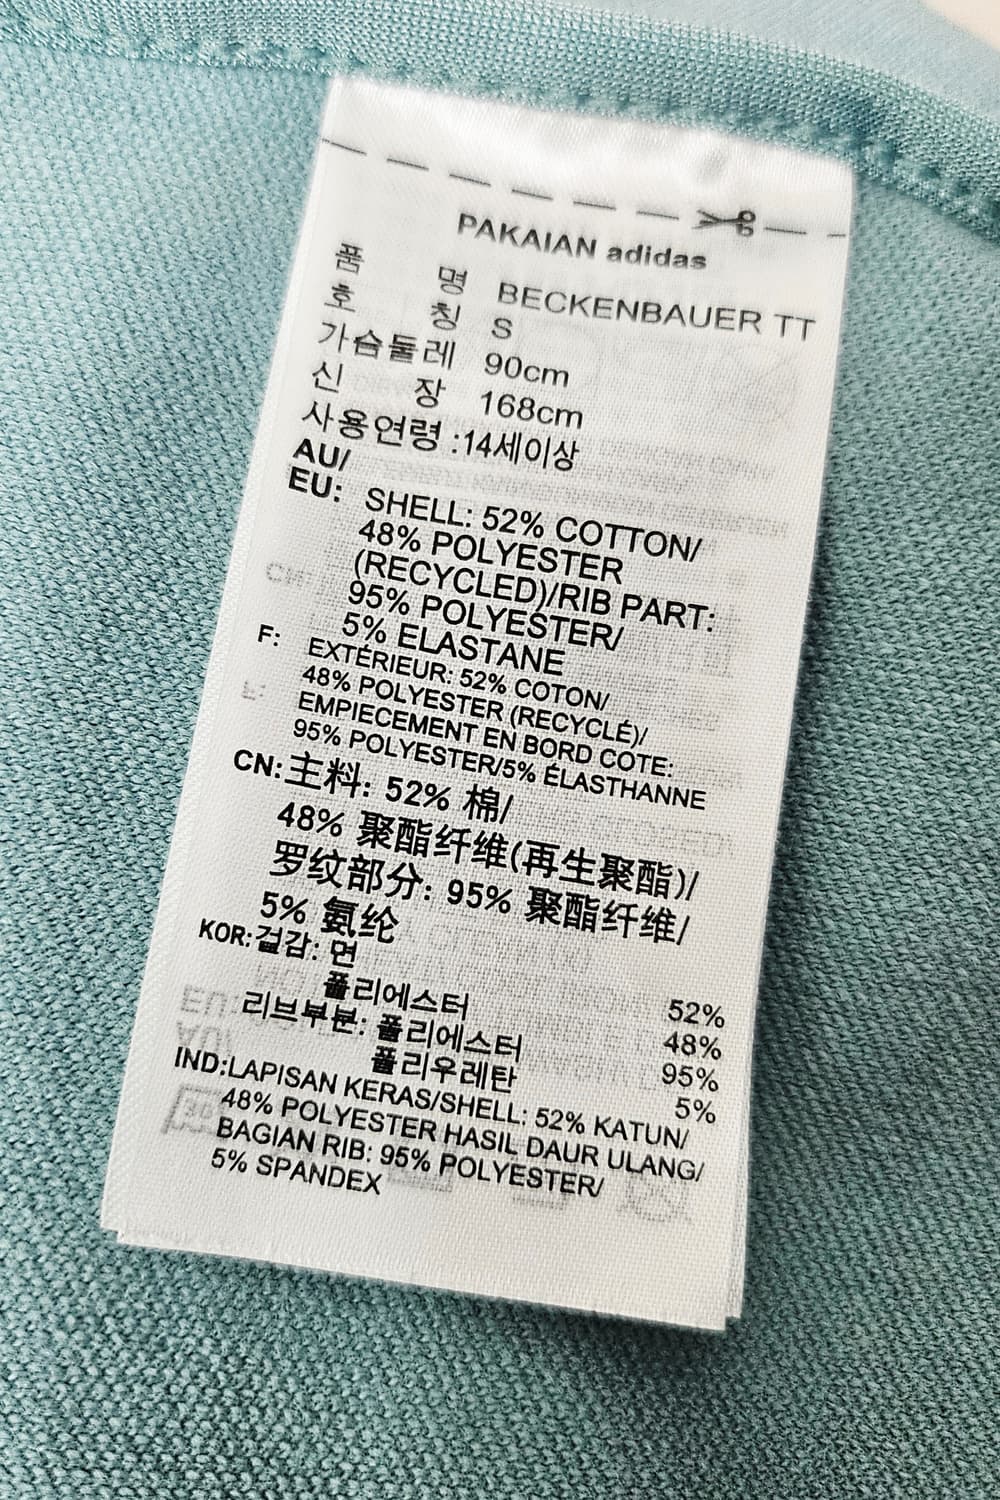 PAKAIAN adidas
품 명 BECKENBAUER TT
호 칭 S
가슴둘레 90cm
신 장 168cm
사용연령 :14세이상
AU/
EU: SHELL: 52% COTTON/
48% POLYESTER
(RECYCLED)/RIB PART:
95% POLYESTER/
5% ELASTANE
F: EXTÉRIEUR: 52% COTON/
48% POLYESTER (RECYCLÉ)/
EMPIECEMENT EN BORD COTE:
95% POLYESTER/5% ÉLASTHANNE
CN:主料: 52% 棉/
48% 聚酯纤维(再生聚酯)/
罗纹部分: 95% 聚酯纤维/
5% 氨纶
KOR:겉감: 면 52%
폴리에스터 48%
리브부분: 폴리에스터 95%
폴리우레탄 5%
IND:LAPISAN KERAS/SHELL: 52% KATUN/
48% POLYESTER HASIL DAUR ULANG/
BAGIAN RIB: 95% POLYESTER/
5% SPANDEX